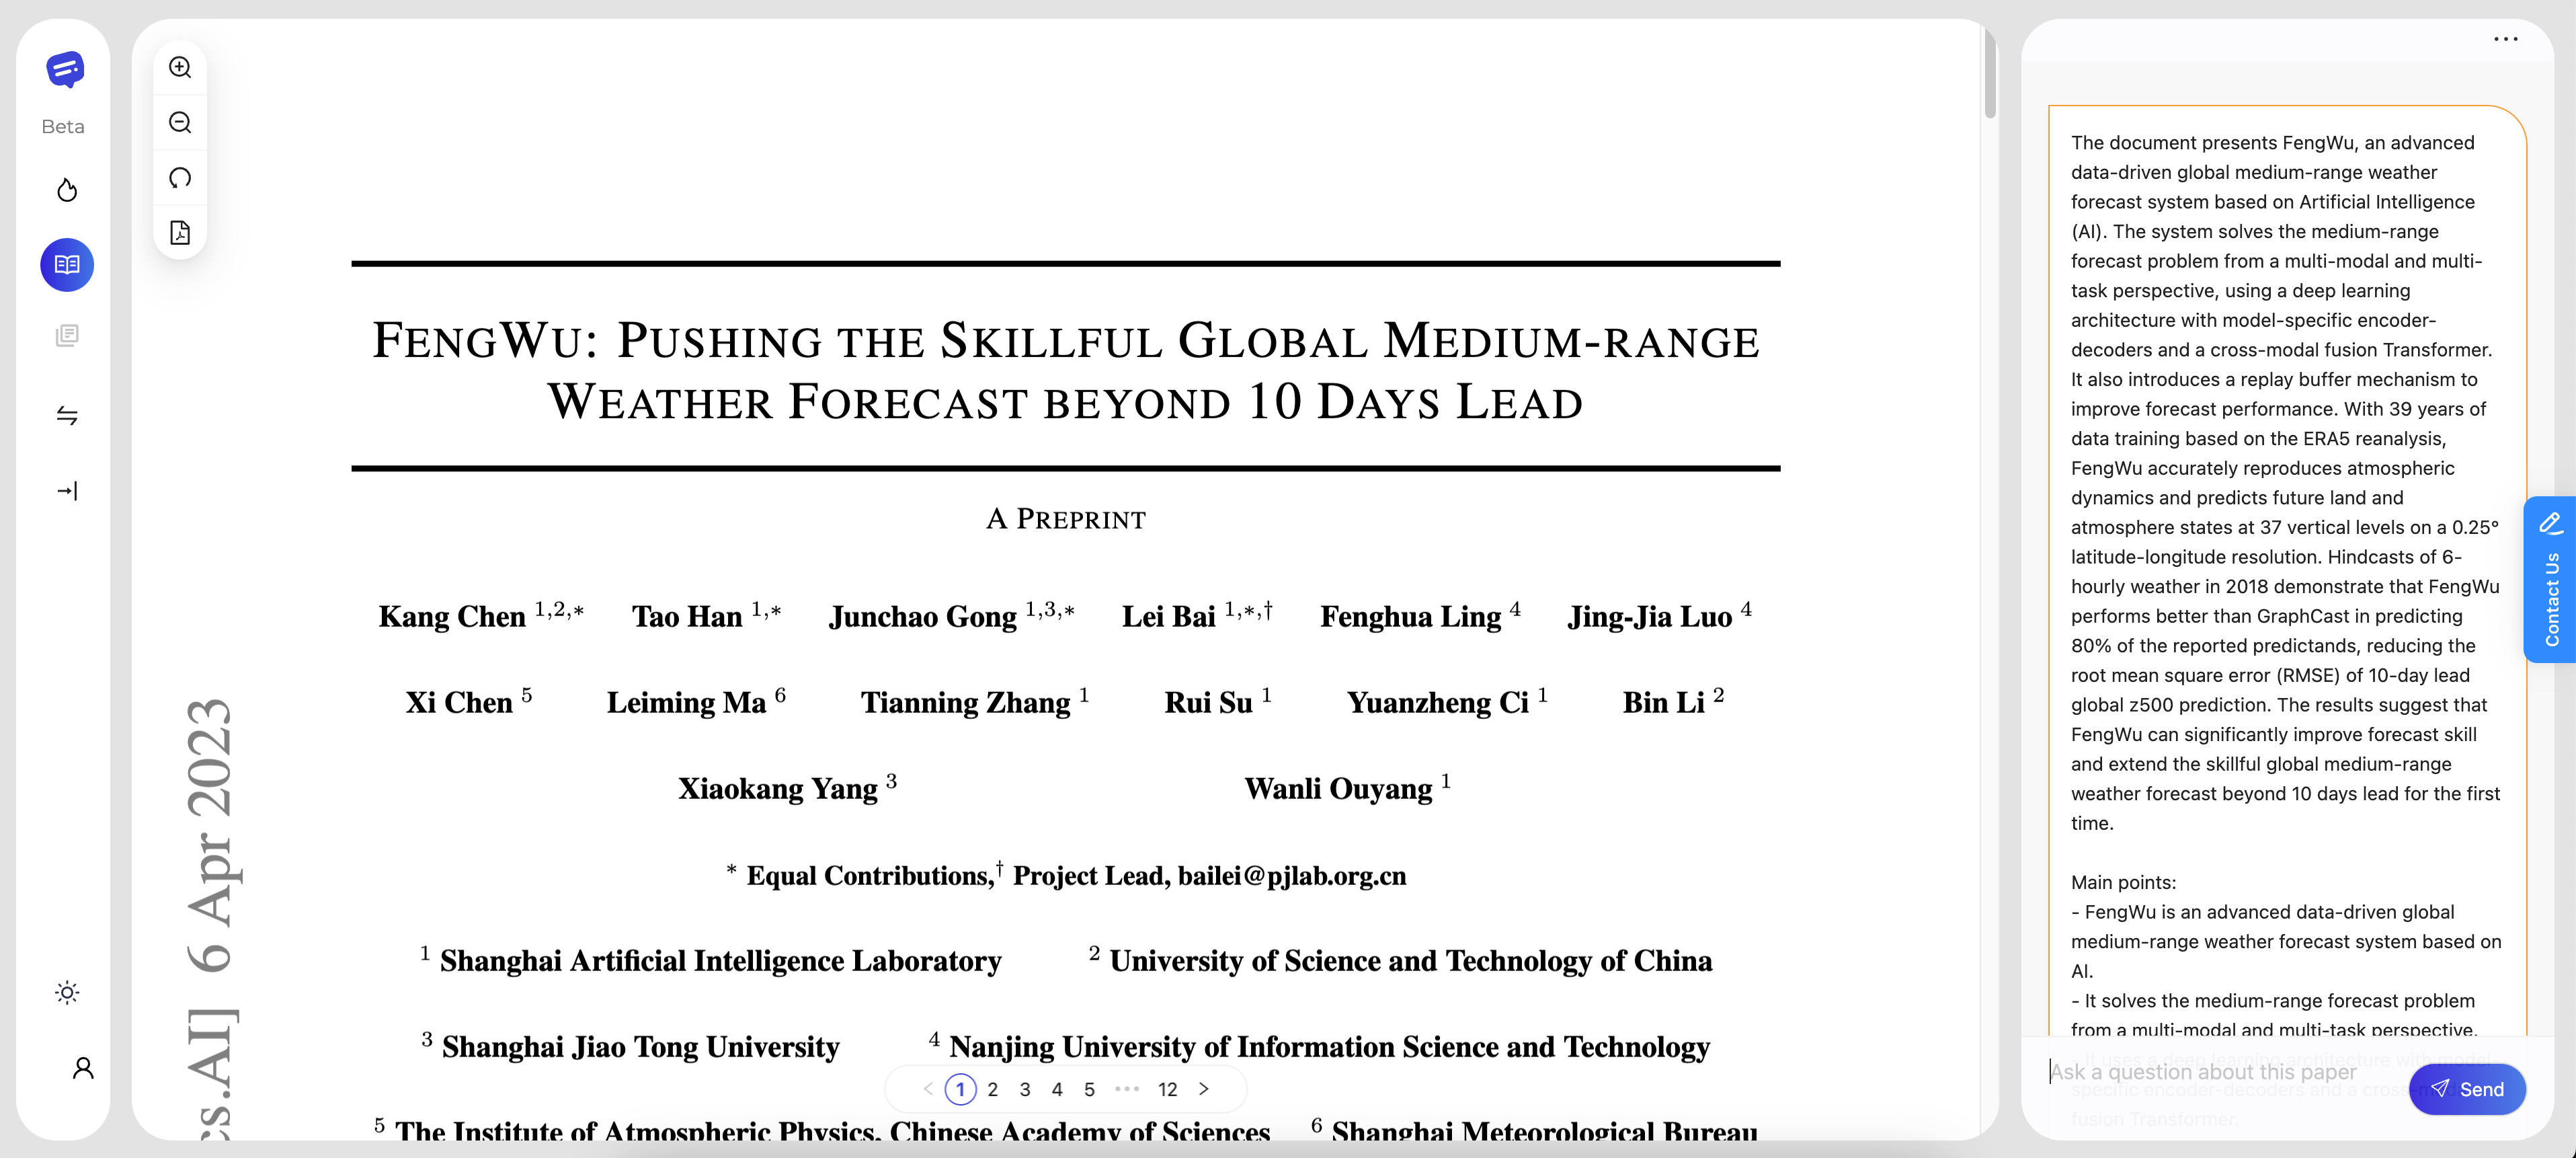 Beta
FENGWU: PUSHING THE SKILLFUL GLOBAL MEDIUM-RANGE
WEATHER FORECAST BEYOND 10 DAYS LEAD
A PREPRINT
Kang Chen 1,2,* Tao Han 1,* Junchao Gong 1,3,* Lei Bai 1,*,† Fenghua Ling 4 Jing-Jia Luo 4
Xi Chen 5 Leiming Ma 6 Tianning Zhang 1 Rui Su 1 Yuanzheng Ci 1 Bin Li 2
Xiaokang Yang 3 Wanli Ouyang 1
* Equal Contributions,† Project Lead, bailei@pjlab.org.cn
1 Shanghai Artificial Intelligence Laboratory 2 University of Science and Technology of China
3 Shanghai Jiao Tong University 4 Nanjing University of Information Science and Technology
5 The Institute of Atmospheric Physics, Chinese Academy of Sciences 6 Shanghai Meteorological Bureau
cs.AI] 6 Apr 2023
< 1 2 3 4 5 ••• 12 >
The document presents FengWu, an advanced
data-driven global medium-range weather
forecast system based on Artificial Intelligence
(AI). The system solves the medium-range
forecast problem from a multi-modal and multi-
task perspective, using a deep learning
architecture with model-specific encoder-
decoders and a cross-modal fusion Transformer.
It also introduces a replay buffer mechanism to
improve forecast performance. With 39 years of
data training based on the ERA5 reanalysis,
FengWu accurately reproduces atmospheric
dynamics and predicts future land and
atmosphere states at 37 vertical levels on a 0.25°
latitude-longitude resolution. Hindcasts of 6-
hourly weather in 2018 demonstrate that FengWu
performs better than GraphCast in predicting
80% of the reported predictands, reducing the
root mean square error (RMSE) of 10-day lead
global z500 prediction. The results suggest that
FengWu can significantly improve forecast skill
and extend the skillful global medium-range
weather forecast beyond 10 days lead for the first
time.
Main points:
- FengWu is an advanced data-driven global
medium-range weather forecast system based on
AI.
- It solves the medium-range forecast problem
from a multi-modal and multi-task perspective.
- It uses a deep learning architecture with model-
specific encoder-decoders and a cross-modal
fusion Transformer.
Ask a question about this paper
Send
Contact Us